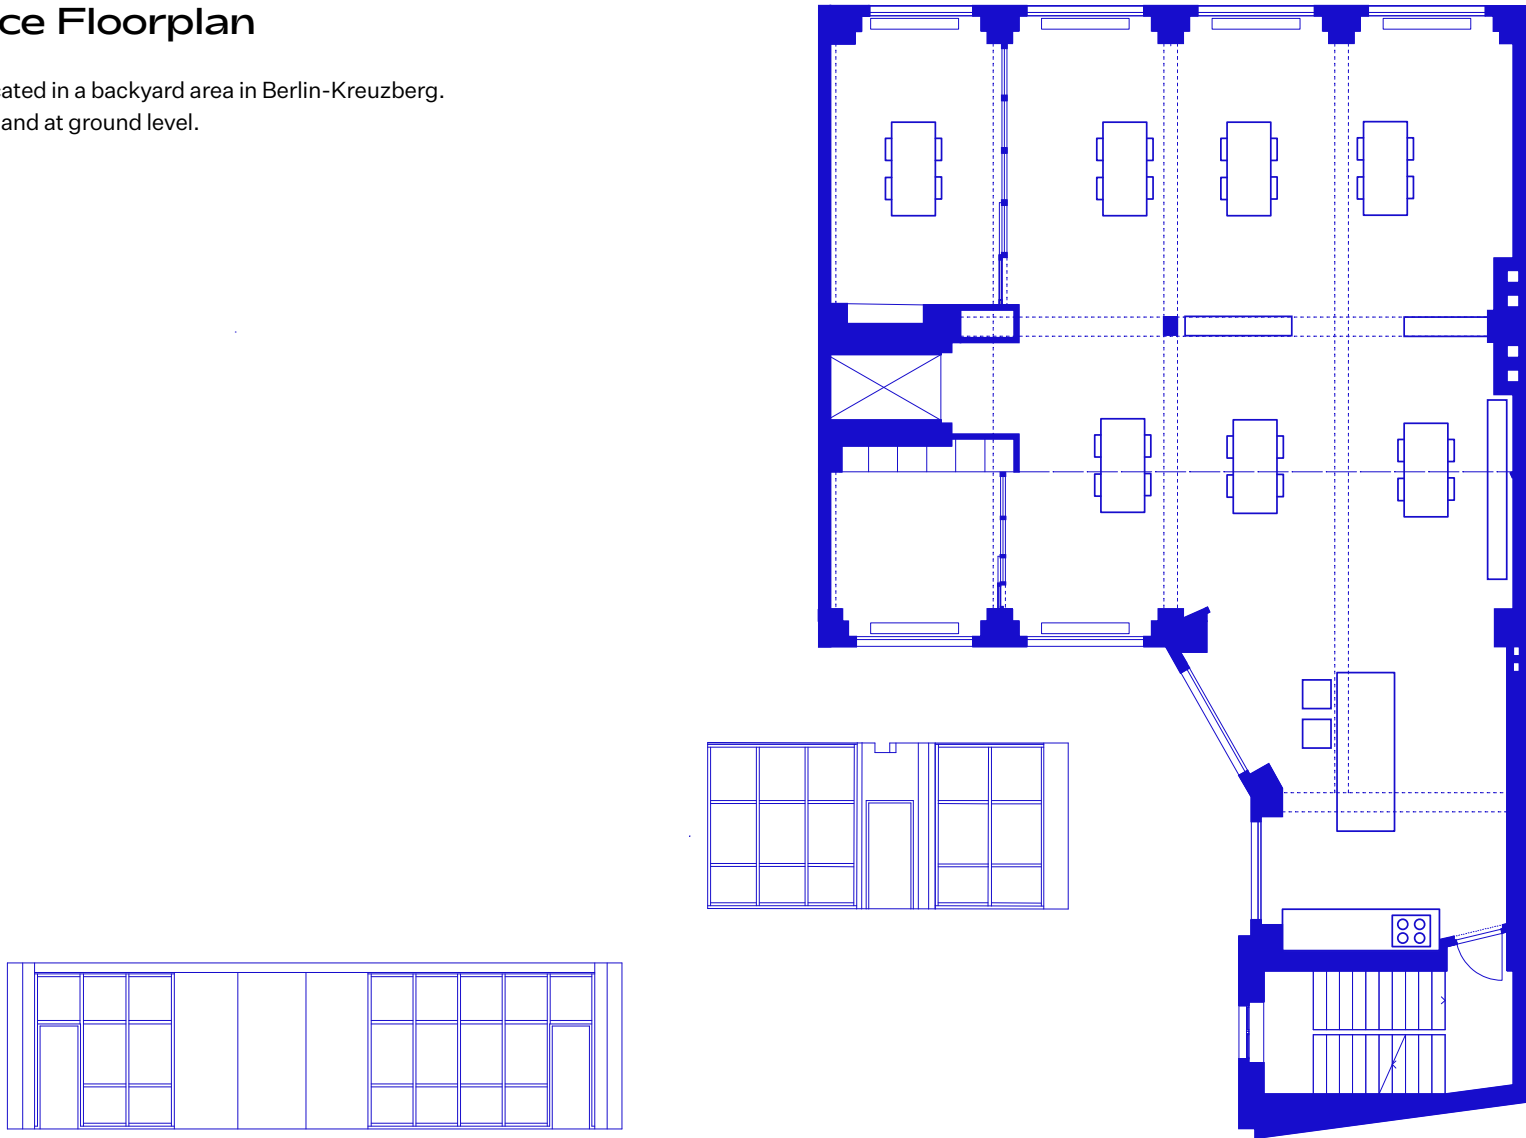 ce Floorplan
ated in a backyard area in Berlin-Kreuzberg.
and at ground level.